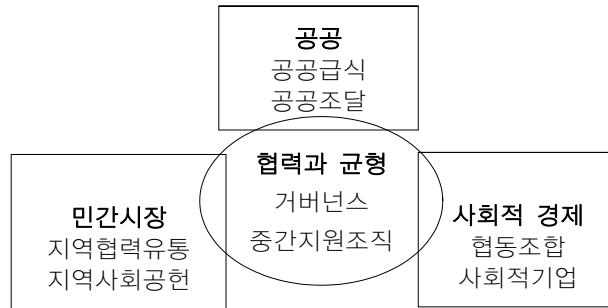 공공
공공급식
공공조달
협력과 균형
거버넌스
중간지원조직
민간시장
지역협력유통
지역사회공헌
사회적 경제
협동조합
사회적기업